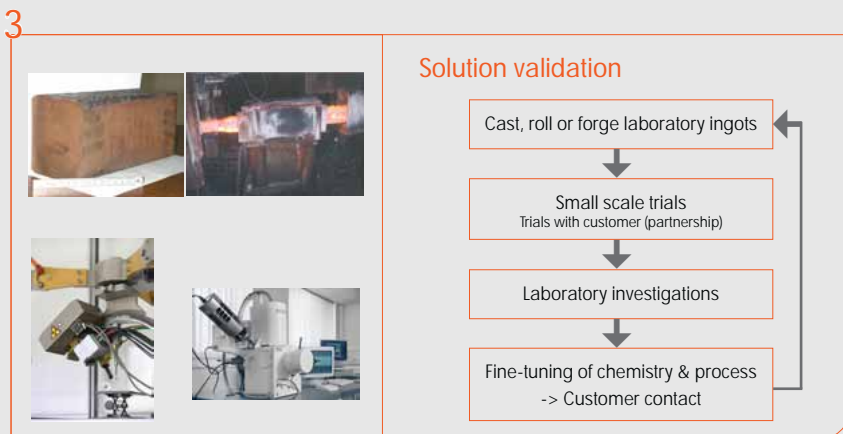 3
Solution validation
Cast, roll or forge laboratory ingots
Small scale trials
Trials with customer (partnership)
Laboratory investigations
Fine-tuning of chemistry & process
-> Customer contact